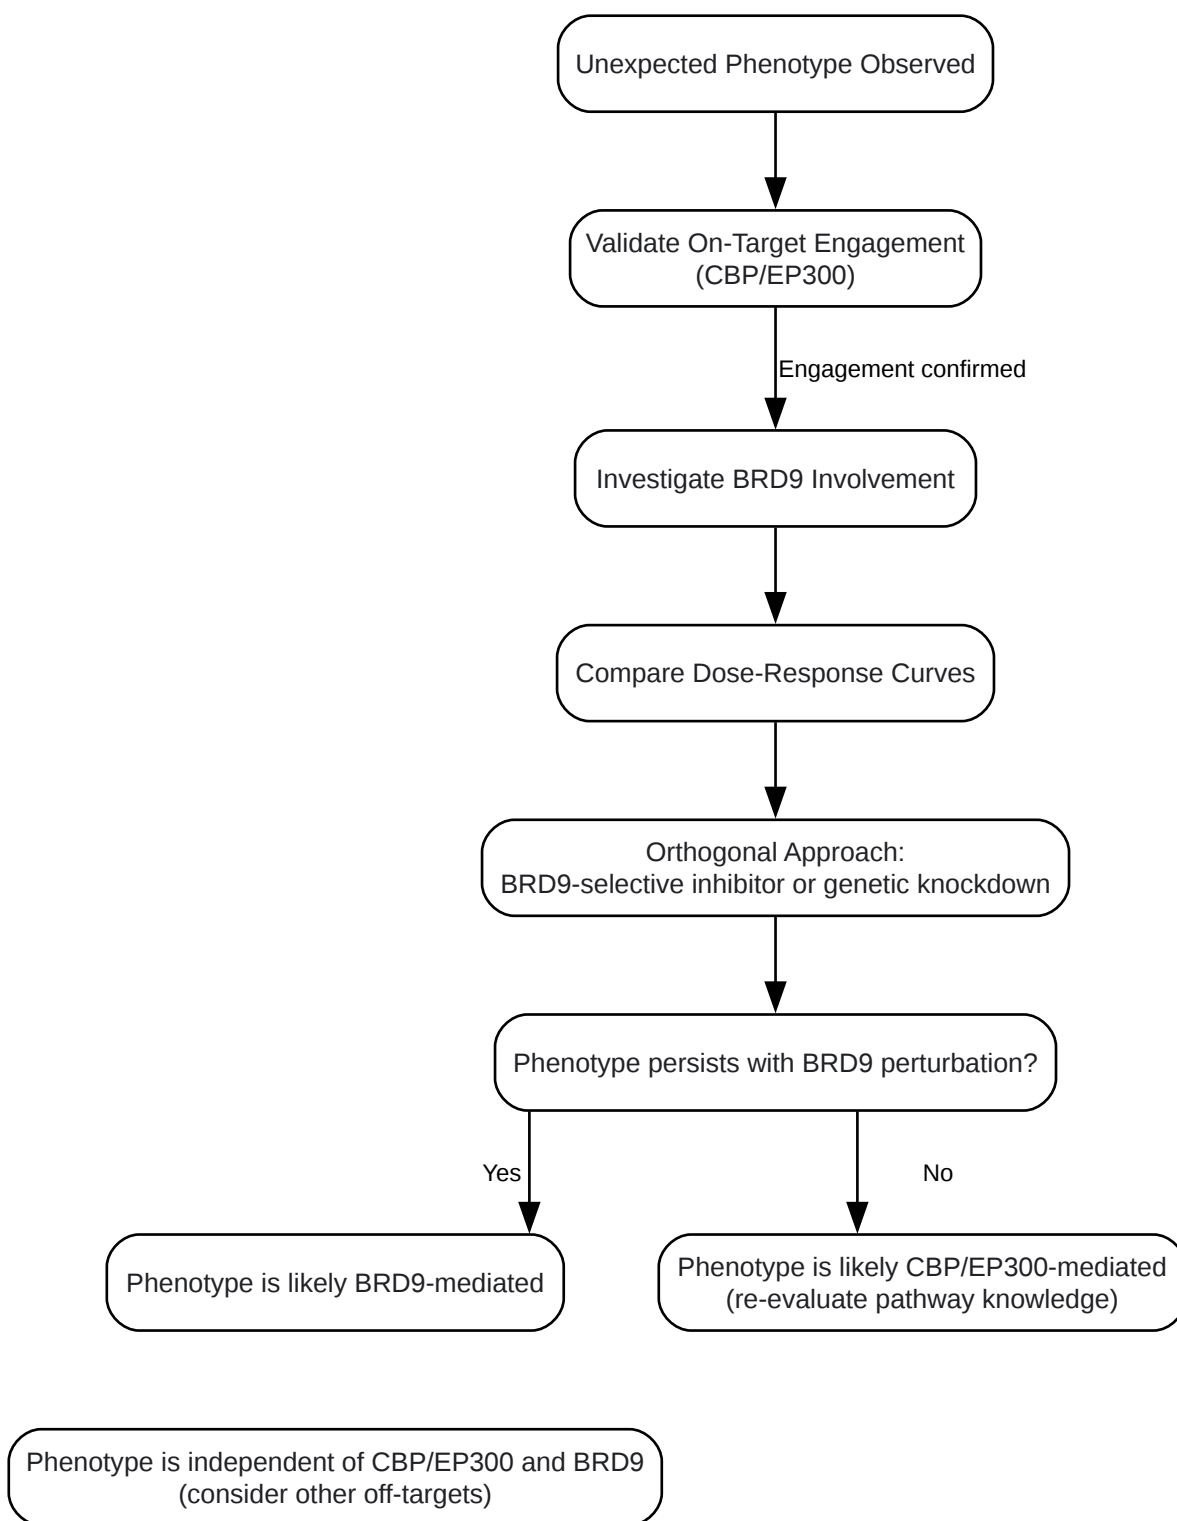 Unexpected Phenotype Observed
Validate On-Target Engagement
(CBP/EP300)
Engagement confirmed
Investigate BRD9 Involvement
Compare Dose-Response Curves
Orthogonal Approach:
BRD9-selective inhibitor or genetic knockdown
Phenotype persists with BRD9 perturbation?
Yes
No
Phenotype is likely BRD9-mediated
Phenotype is likely CBP/EP300-mediated
(re-evaluate pathway knowledge)
Phenotype is independent of CBP/EP300 and BRD9
(consider other off-targets)